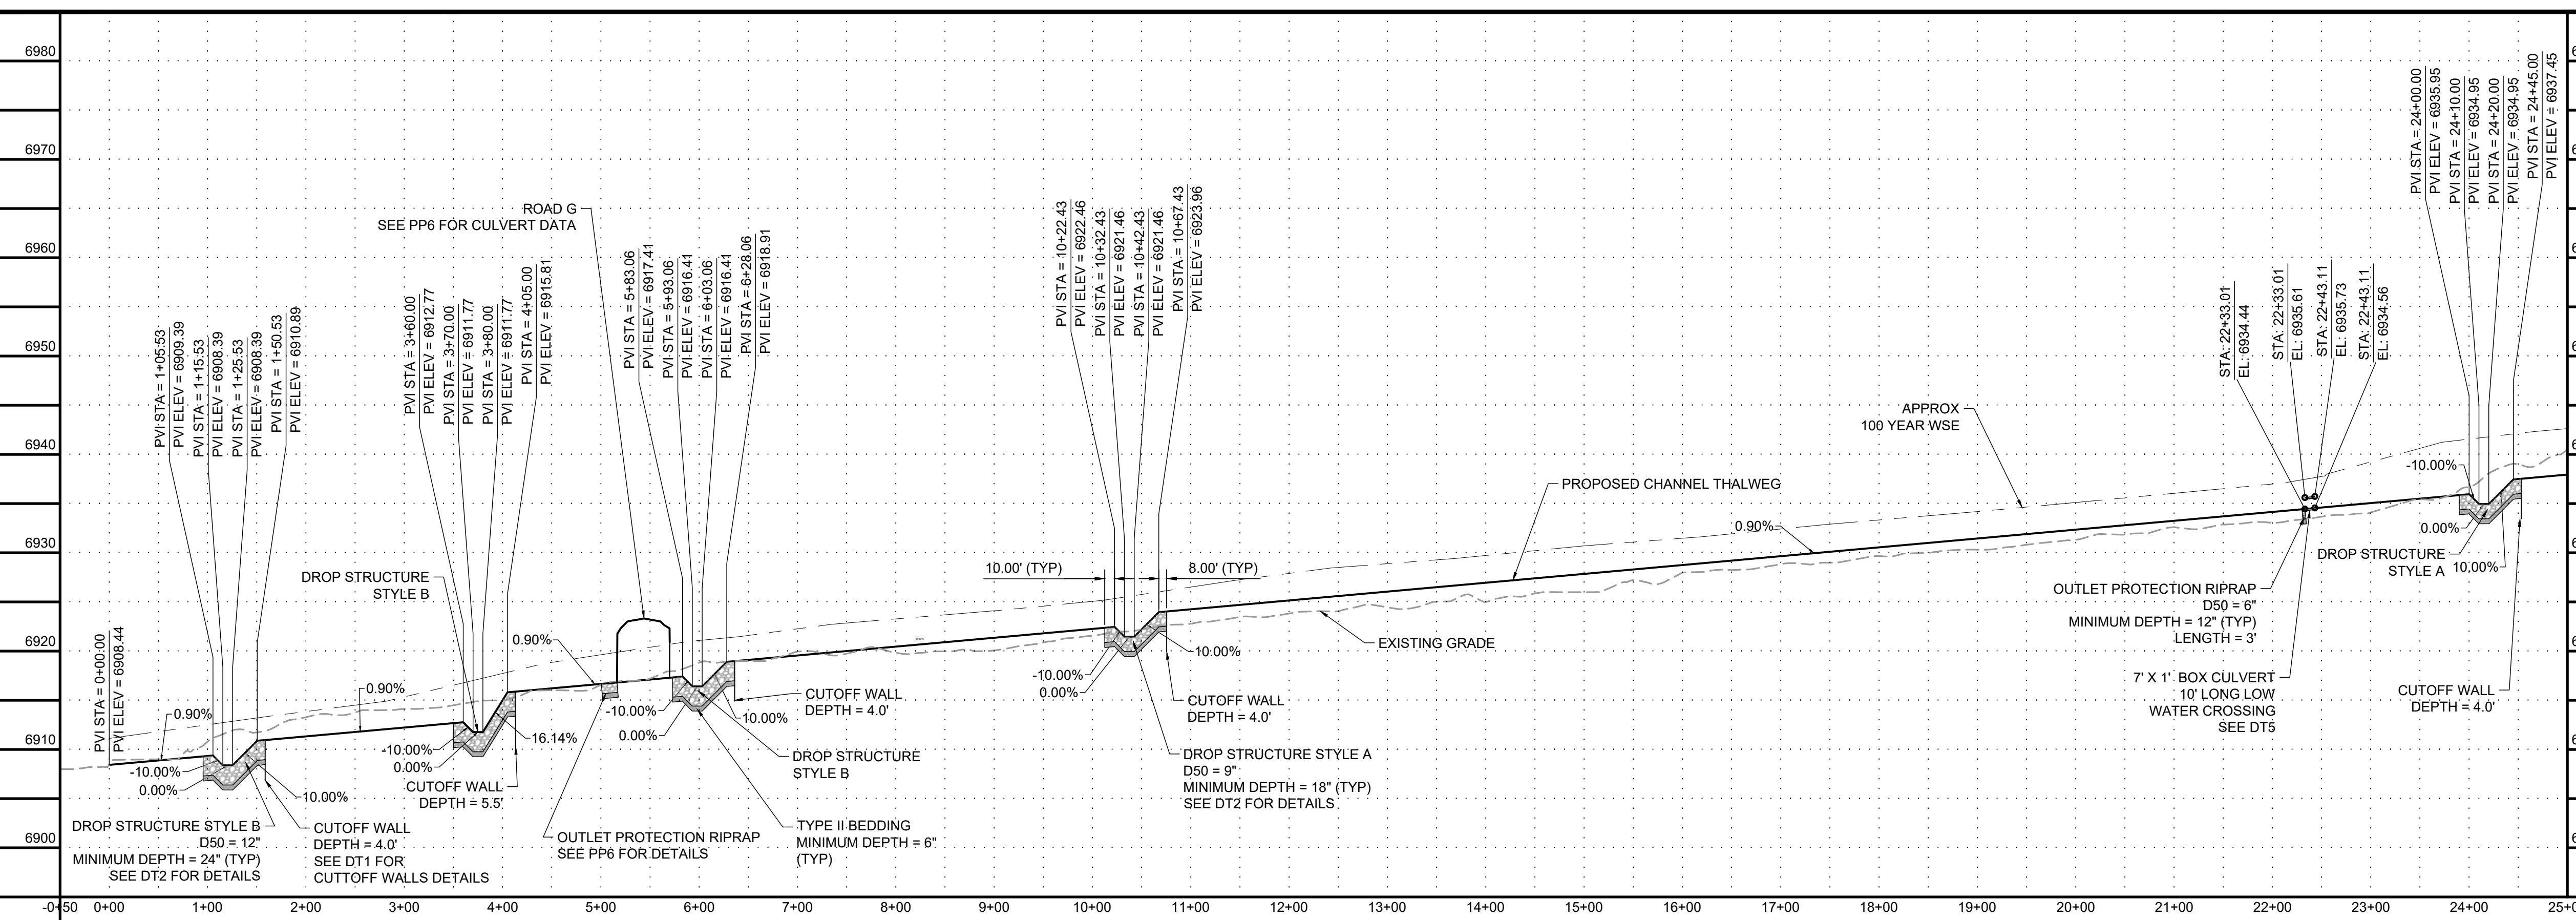 6980
6970
6960
6950
6940
6930
6920
6910
6900
PVI STA = 0+00.00
PVI ELEV = 6908.44
0.90%
PVI STA = 1+05.53
PVI ELEV = 6909.39
PVI STA = 1+15.53
PVI ELEV = 6908.39
PVI STA = 1+25.53
PVI ELEV = 6908.39
PVI STA = 1+50.53
PVI ELEV = 6910.89
-10.00%
0.00%
10.00%
DROP STRUCTURE STYLE B
D50 = 12"
MINIMUM DEPTH = 24" (TYP)
SEE DT2 FOR DETAILS
CUTOFF WALL
DEPTH = 4.0'
SEE DT1 FOR
CUTTOFF WALLS DETAILS
0.90%
DROP STRUCTURE
STYLE B
PVI STA = 3+60.00
PVI ELEV = 6912.77
PVI STA = 3+70.00
PVI ELEV = 6911.77
PVI STA = 3+80.00
PVI ELEV = 6911.77
PVI STA = 4+05.00
PVI ELEV = 6915.81
-10.00%
0.00%
16.14%
CUTOFF WALL
DEPTH = 5.5'
ROAD G
SEE PP6 FOR CULVERT DATA
0.90%
OUTLET PROTECTION RIPRAP
SEE PP6 FOR DETAILS
PVI STA = 5+83.06
PVI ELEV = 6917.41
PVI STA = 5+93.06
PVI ELEV = 6916.41
PVI STA = 6+03.06
PVI ELEV = 6916.41
PVI STA = 6+28.06
PVI ELEV = 6918.91
-10.00%
0.00%
10.00%
CUTOFF WALL
DEPTH = 4.0'
DROP STRUCTURE
STYLE B
TYPE II BEDDING
MINIMUM DEPTH = 6"
(TYP)
PVI STA = 10+22.43
PVI ELEV = 6922.46
PVI STA = 10+32.43
PVI ELEV = 6921.46
PVI STA = 10+42.43
PVI ELEV = 6921.46
PVI STA = 10+67.43
PVI ELEV = 6923.96
10.00' (TYP)
8.00' (TYP)
-10.00%
0.00%
10.00%
CUTOFF WALL
DEPTH = 4.0'
DROP STRUCTURE STYLE A
D50 = 9"
MINIMUM DEPTH = 18" (TYP)
SEE DT2 FOR DETAILS
EXISTING GRADE
PROPOSED CHANNEL THALWEG
0.90%
APPROX
100 YEAR WSE
STA: 22+33.01
EL: 6934.44
STA: 22+33.01
EL: 6935.61
STA: 22+43.11
EL: 6935.73
STA: 22+43.11
EL: 6934.56
OUTLET PROTECTION RIPRAP
D50 = 6"
MINIMUM DEPTH = 12" (TYP)
LENGTH = 3'
7' X 1' BOX CULVERT
10' LONG LOW
WATER CROSSING
SEE DT5
PVI STA = 24+00.00
PVI ELEV = 6935.95
PVI STA = 24+10.00
PVI ELEV = 6934.95
PVI STA = 24+20.00
PVI ELEV = 6934.95
PVI STA = 24+45.00
PVI ELEV = 6937.45
-10.00%
0.00%
DROP STRUCTURE
STYLE A
10.00%
CUTOFF WALL
DEPTH = 4.0'
-0+50 0+00 1+00 2+00 3+00 4+00 5+00 6+00 7+00 8+00 9+00 10+00 11+00 12+00 13+00 14+00 15+00 16+00 17+00 18+00 19+00 20+00 21+00 22+00 23+00 24+00